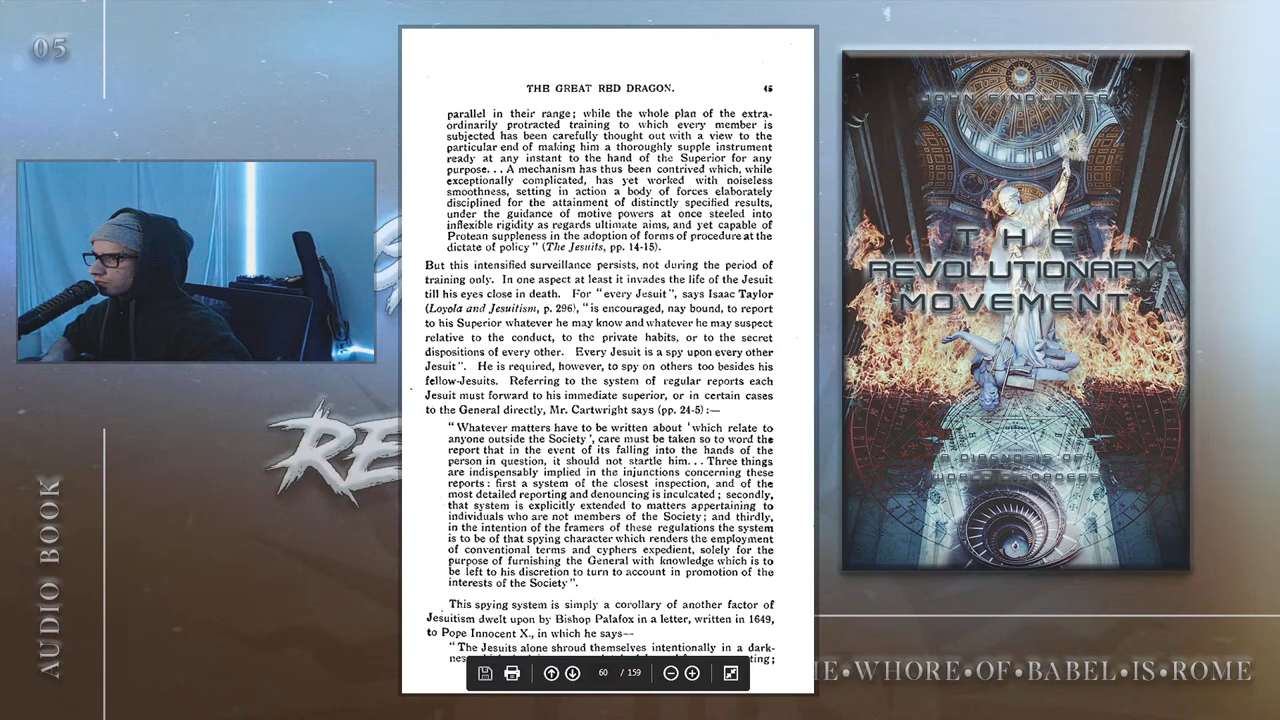 05
AUDIO BOOK
RE
THE GREAT RED DRAGON. 45
parallel in their range; while the whole plan of the extra-
ordinarily protracted training to which every member is
subjected has been carefully thought out with a view to the
particular end of making him a thoroughly supple instrument
ready at any instant to the hand of the Superior for any
purpose. . . A mechanism has thus been contrived which, while
exceptionally complicated, has yet worked with noiseless
smoothness, setting in action a body of forces elaborately
disciplined for the attainment of distinctly specified results,
under the guidance of motive powers at once steeled into
inflexible rigidity as regards ultimate aims, and yet capable of
Protean suppleness in the adoption of forms of procedure at the
dictate of policy " (The Jesuits, pp. 14-15).
But this intensified surveillance persists, not during the period of
training only. In one aspect at least it invades the life of the Jesuit
till his eyes close in death. For "every Jesuit", says Isaac Taylor
(Loyola and Jesuitism, p. 296), "is encouraged, nay bound, to report
to his Superior whatever he may know and whatever he may suspect
relative to the conduct, to the private habits, or to the secret
dispositions of every other. Every Jesuit is a spy upon every other
Jesuit". He is required, however, to spy on others too besides his
fellow-Jesuits. Referring to the system of regular reports each
Jesuit must forward to his immediate superior, or in certain cases
to the General directly, Mr. Cartwright says (pp. 24-5) :—
"Whatever matters have to be written about 'which relate to
anyone outside the Society', care must be taken so to word the
report that in the event of its falling into the hands of the
person in question, it should not startle him. . . Three things
are indispensably implied in the injunctions concerning these
reports : first a system of the closest inspection, and of the
most detailed reporting and denouncing is inculcated ; secondly,
that system is explicitly extended to matters appertaining to
individuals who are not members of the Society; and thirdly,
in the intention of the framers of these regulations the system
is to be of that spying character which renders the employment
of conventional terms and cyphers expedient, solely for the
purpose of furnishing the General with knowledge which is to
be left to his discretion to turn to account in promotion of the
interests of the Society".
This spying system is simply a corollary of another factor of
Jesuitism dwelt upon by Bishop Palafox in a letter, written in 1649,
to Pope Innocent X., in which he says—
"The Jesuits alone shroud themselves intentionally in a dark-
60 / 159
JOHN FINDLATER
THE
REVOLUTIONARY
MOVEMENT
A DIAGNOSIS OF
WORLD DISORDERS
WHORE•OF•BABEL•IS•ROME